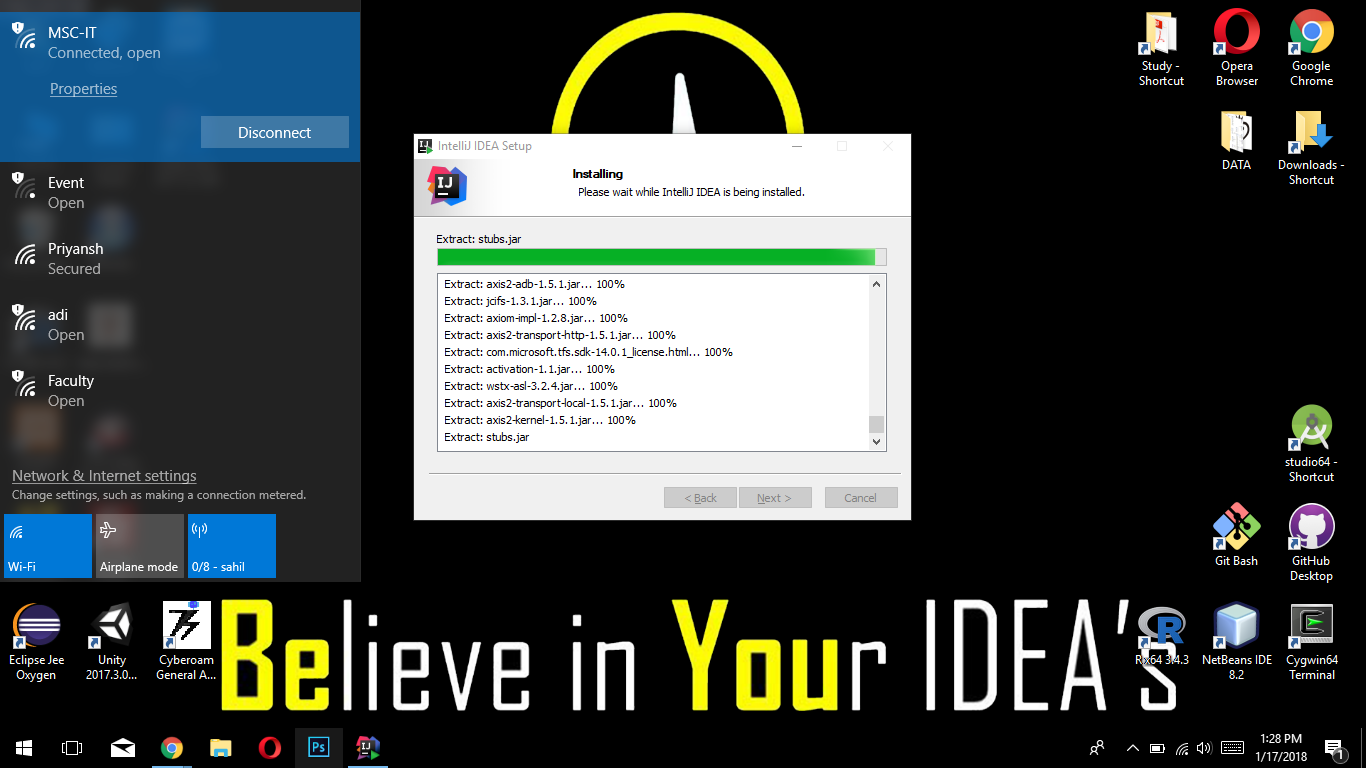 MSC-IT
Connected, open
Properties
Disconnect
Event
Open
Priyansh
Secured
adi
Open
Faculty
Open
Network & Internet settings
Change settings, such as making a connection metered.
Wi-Fi
Airplane mode
0/8 - sahil
IntelliJ IDEA Setup
IJ
Installing
Please wait while IntelliJ IDEA is being installed.
Extract: stubs.jar
Extract: axis2-adb-1.5.1.jar... 100%
Extract: jcifs-1.3.1.jar... 100%
Extract: axiom-impl-1.2.8.jar... 100%
Extract: axis2-transport-http-1.5.1.jar... 100%
Extract: com.microsoft.tfs.sdk-14.0.1_license.html... 100%
Extract: activation-1.1.jar... 100%
Extract: wstx-asl-3.2.4.jar... 100%
Extract: axis2-transport-local-1.5.1.jar... 100%
Extract: axis2-kernel-1.5.1.jar... 100%
Extract: stubs.jar
< Back
Next >
Cancel
Study -
Shortcut
Opera
Browser
Google
Chrome
DATA
Downloads -
Shortcut
studio64 -
Shortcut
Git Bash
GitHub
Desktop
Eclipse Jee
Oxygen
Unity
2017.3.0...
Cyberoam
General A...
Believe in Your IDEA's
R x64 3.4.3
NetBeans IDE
8.2
Cygwin64
Terminal
Ps
IJ
1:28 PM
1/17/2018
1